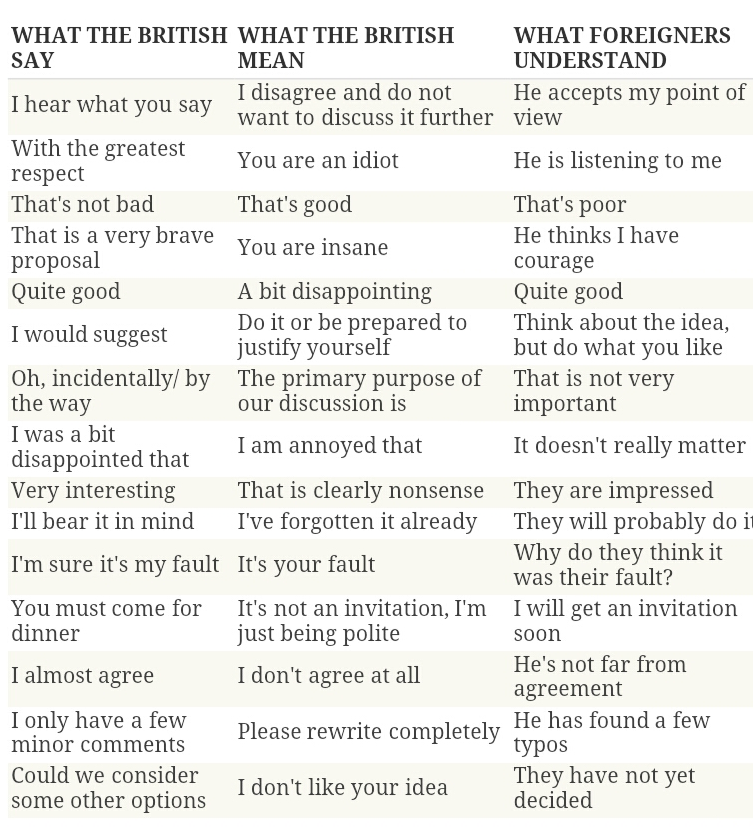 WHAT THE BRITISH SAY
WHAT THE BRITISH MEAN
WHAT FOREIGNERS UNDERSTAND
I hear what you say
I disagree and do not
want to discuss it further
He accepts my point of
view
With the greatest
respect
You are an idiot
He is listening to me
That's not bad
That's good
That's poor
That is a very brave
proposal
You are insane
He thinks I have
courage
Quite good
A bit disappointing
Quite good
I would suggest
Do it or be prepared to
justify yourself
Think about the idea,
but do what you like
Oh, incidentally/ by
the way
The primary purpose of
our discussion is
That is not very
important
I was a bit
disappointed that
I am annoyed that
It doesn't really matter
Very interesting
That is clearly nonsense
They are impressed
I'll bear it in mind
I've forgotten it already
They will probably do it
I'm sure it's my fault
It's your fault
Why do they think it
was their fault?
You must come for
dinner
It's not an invitation, I'm
just being polite
I will get an invitation
soon
I almost agree
I don't agree at all
He's not far from
agreement
I only have a few
minor comments
Please rewrite completely
He has found a few
typos
Could we consider
some other options
I don't like your idea
They have not yet
decided